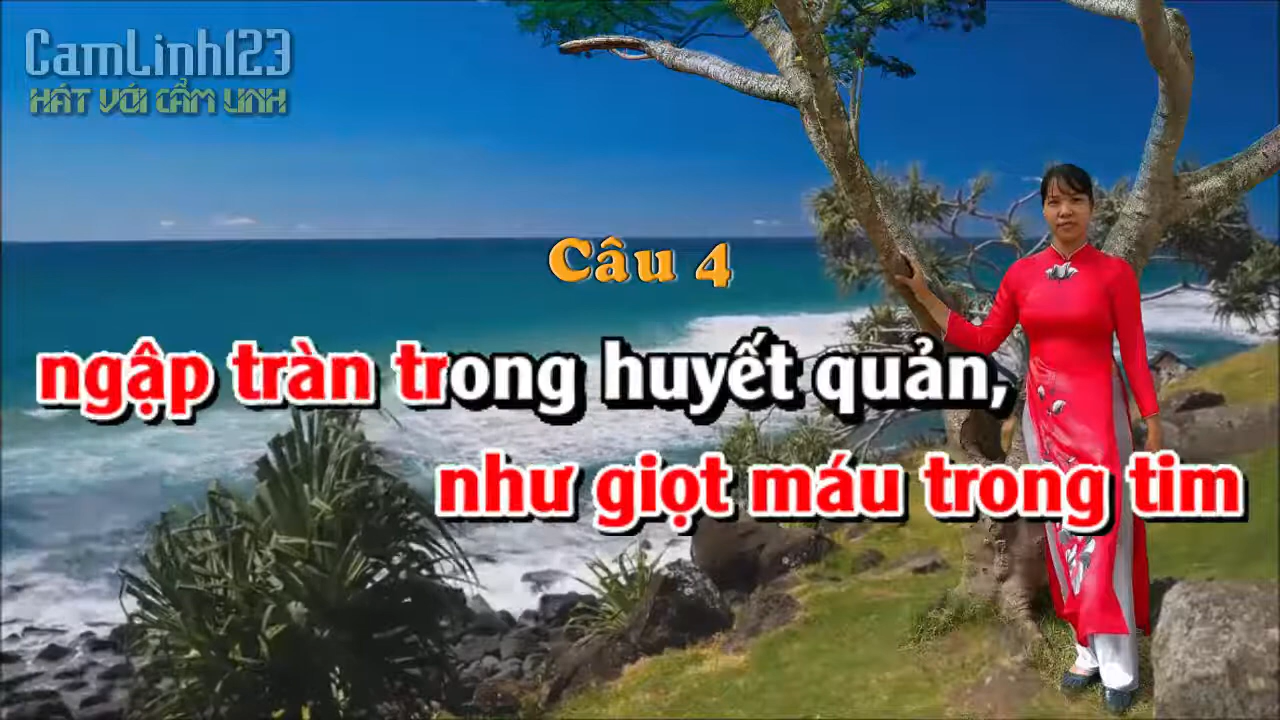 CamLinh123
HÁT VỚI CẨM LINH
Câu 4
ngập tràn trong huyết quản,
như giọt máu trong tim